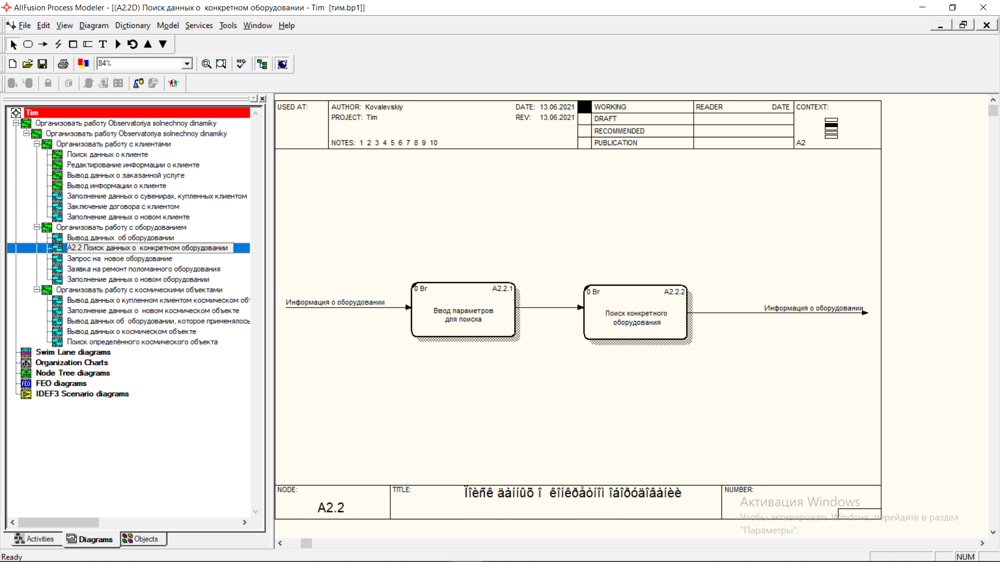 AllFusion Process Modeler - [(A2.2D) Поиск данных о  конкретном оборудовании - Tim  [тим.bp1]]
File Edit View Diagram Dictionary Model Services Tools Window Help
84%
ABC
Tim
Организовать работу Observatoriya solnechnoy dinamiky
Организовать работу Observatoriya solnechnoy dinamiky
Организовать работу с клиентами
Поиск данных о клиенте
Редактирование информации о клиенте
Вывод данных о заказанной услуге
Вывод информации о клиенте
Заполнение данных о сувенирах, купленных клиентом
Заключение договора с клиентом
Заполнение данных о новом клиенте
Организовать работу с оборудованием
Вывод данных  об оборудовании
A2.2 Поиск данных о  конкретном оборудовании
Запрос на  новое оборудование
Заявка на ремонт поломанного оборудования
Заполнение данных о новом оборудовании
Организовать работу с космическими объектами
Вывод данных о купленном клиентом космическом об
Заполнение данных о  новом космическом объекте
Вывод данных об  оборудовании, которое применялось
Вывод данных о космическом объекте
Поиск определённого космического объекта
Swim Lane diagrams
Organization Charts
Node Tree diagrams
FEO FEO diagrams
IDEF3 Scenario diagrams
Activities Diagrams Objects
USED AT:
AUTHOR:  Kovalevskiy
PROJECT:  Tim
DATE: 13.06.2021
REV: 13.06.2021
NOTES:  1  2  3  4  5  6  7  8  9  10
WORKING
DRAFT
RECOMMENDED
PUBLICATION
READER DATE
CONTEXT:
A2
Информация о оборудовании
0 Br A2.2.1
Ввод параметров
для поиска
0 Br A2.2.2
Поиск конкретного
оборудования
Информация о оборудовании
NODE:
A2.2
TITLE:
Ïîèñê äàííûõ î  êîíêðåòíîì îáîðóäîâàíèè
NUMBER:
Активация Windows
Чтобы активировать Windows, перейдите в раздел
"Параметры".
Ready
NUM